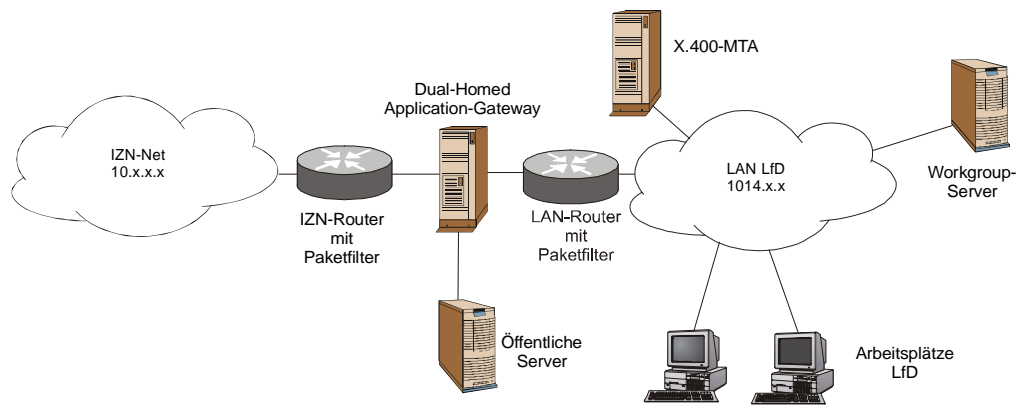 X.400-MTA
Dual-Homed
Application-Gateway
IZN-Net
10.x.x.x
LAN LfD
1014.x.x
Workgroup-
Server
IZN-Router
mit
Paketfilter
LAN-Router
mit
Paketfilter
Öffentliche
Server
Arbeitsplätze
LfD